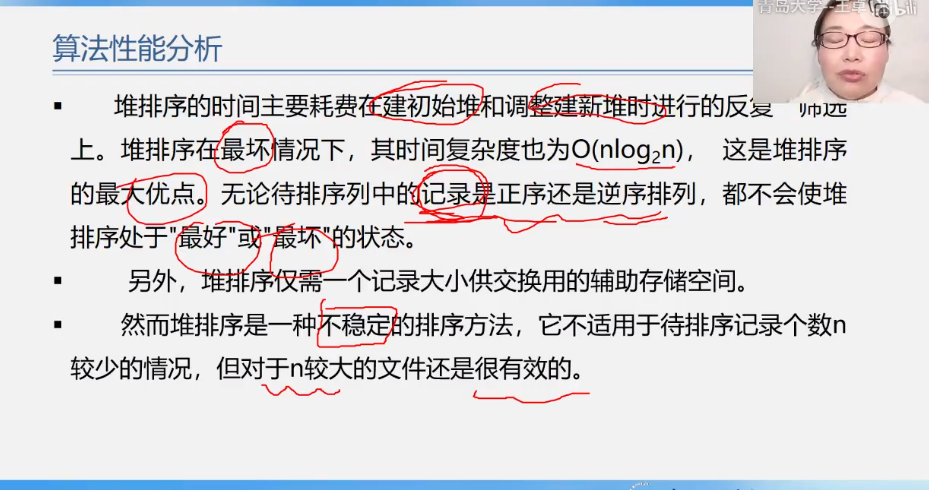 青岛大学--王卓
bilibili
算法性能分析
▪ 堆排序的时间主要耗费在建初始堆和调整建新堆时进行的反复 筛选
上。堆排序在最坏情况下，其时间复杂度也为O(nlog₂n)， 这是堆排序
的最大优点。无论待排序列中的记录是正序还是逆序排列，都不会使堆
排序处于"最好"或"最坏"的状态。
▪ 另外，堆排序仅需一个记录大小供交换用的辅助存储空间。
▪ 然而堆排序是一种不稳定的排序方法，它不适用于待排序记录个数n
较少的情况，但对于n较大的文件还是很有效的。